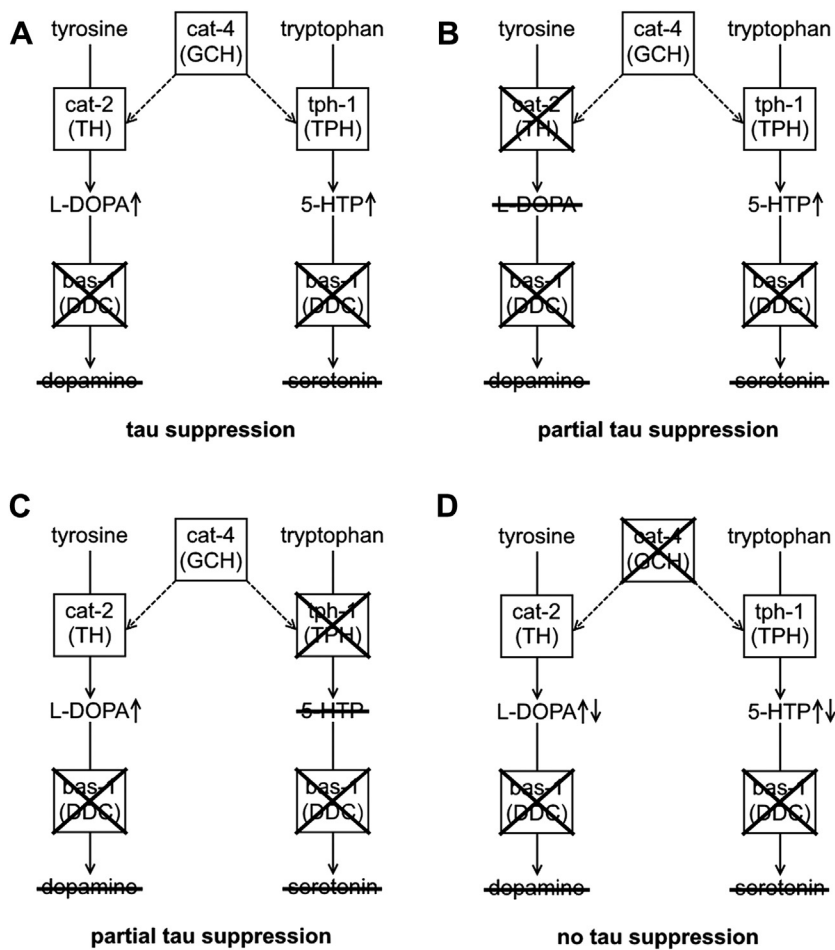 A
tyrosine
cat-4
(GCH)
tryptophan
cat-2
(TH)
tph-1
(TPH)
L-DOPA↑
5-HTP↑
bas-1
(DDC)
bas-1
(DDC)
dopamine
serotonin
tau suppression
B
tyrosine
cat-4
(GCH)
tryptophan
cat-2
(TH)
tph-1
(TPH)
L-DOPA
5-HTP↑
bas-1
(DDC)
bas-1
(DDC)
dopamine
serotonin
partial tau suppression
C
tyrosine
cat-4
(GCH)
tryptophan
cat-2
(TH)
tph-1
(TPH)
L-DOPA↑
5-HTP
bas-1
(DDC)
bas-1
(DDC)
dopamine
serotonin
partial tau suppression
D
tyrosine
cat-4
(GCH)
tryptophan
cat-2
(TH)
tph-1
(TPH)
L-DOPA↑↓
5-HTP↑↓
bas-1
(DDC)
bas-1
(DDC)
dopamine
serotonin
no tau suppression